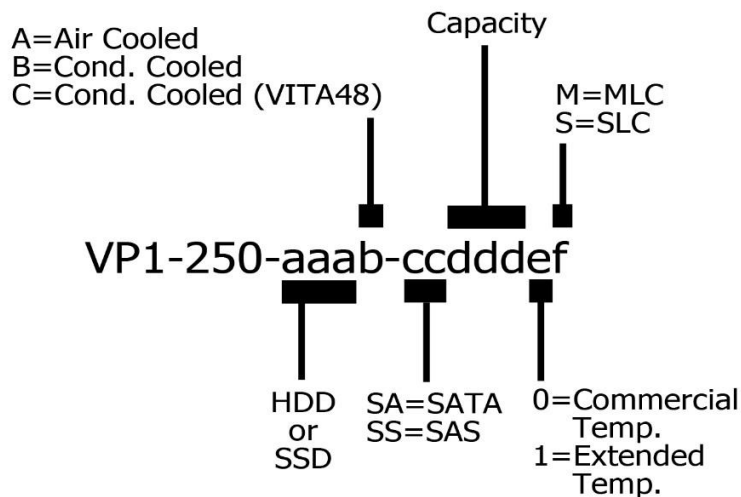 Capacity
A=Air Cooled
B=Cond. Cooled
C=Cond. Cooled (VITA48)
M=MLC
S=SLC
VP1-250-aaab-ccdddef
HDD
or
SSD
SA=SATA
SS=SAS
0=Commercial
Temp.
1=Extended
Temp.